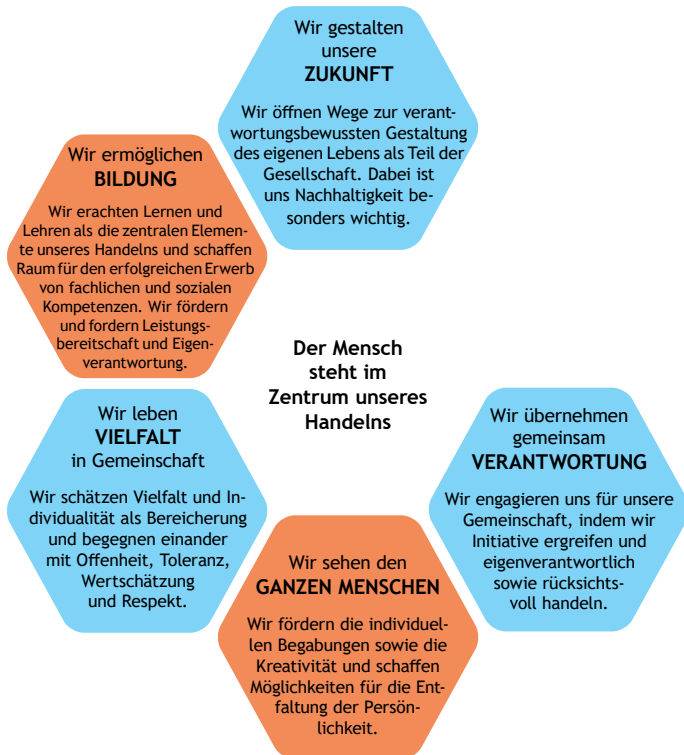 Wir gestalten
unsere
ZUKUNFT
Wir öffnen Wege zur verant-
wortungsbewussten Gestaltung
des eigenen Lebens als Teil der
Gesellschaft. Dabei ist
uns Nachhaltigkeit be-
sonders wichtig.
Wir ermöglichen
BILDUNG
Wir erachten Lernen und
Lehren als die zentralen Elemen-
te unseres Handelns und schaffen
Raum für den erfolgreichen Erwerb
von fachlichen und sozialen
Kompetenzen. Wir fördern
und fordern Leistungs-
bereitschaft und Eigen-
verantwortung.
Der Mensch
steht im
Zentrum unseres
Handelns
Wir leben
VIELFALT
in Gemeinschaft
Wir schätzen Vielfalt und In-
dividualität als Bereicherung
und begegnen einander
mit Offenheit, Toleranz,
Wertschätzung
und Respekt.
Wir übernehmen
gemeinsam
VERANTWORTUNG
Wir engagieren uns für unsere
Gemeinschaft, indem wir
Initiative ergreifen und
eigenverantwortlich
sowie rücksichts-
voll handeln.
Wir sehen den
GANZEN MENSCHEN
Wir fördern die individuel-
len Begabungen sowie die
Kreativität und schaffen
Möglichkeiten für die Ent-
faltung der Persön-
lichkeit.